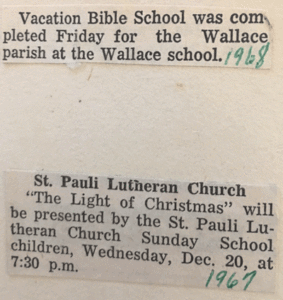 Vacation Bible School was com-
pleted Friday for the Wallace
parish at the Wallace school. 1968
St. Pauli Lutheran Church
"The Light of Christmas" will
be presented by the St. Pauli Lu-
theran Church Sunday School
children, Wednesday, Dec. 20, at
7:30 p.m. 1967